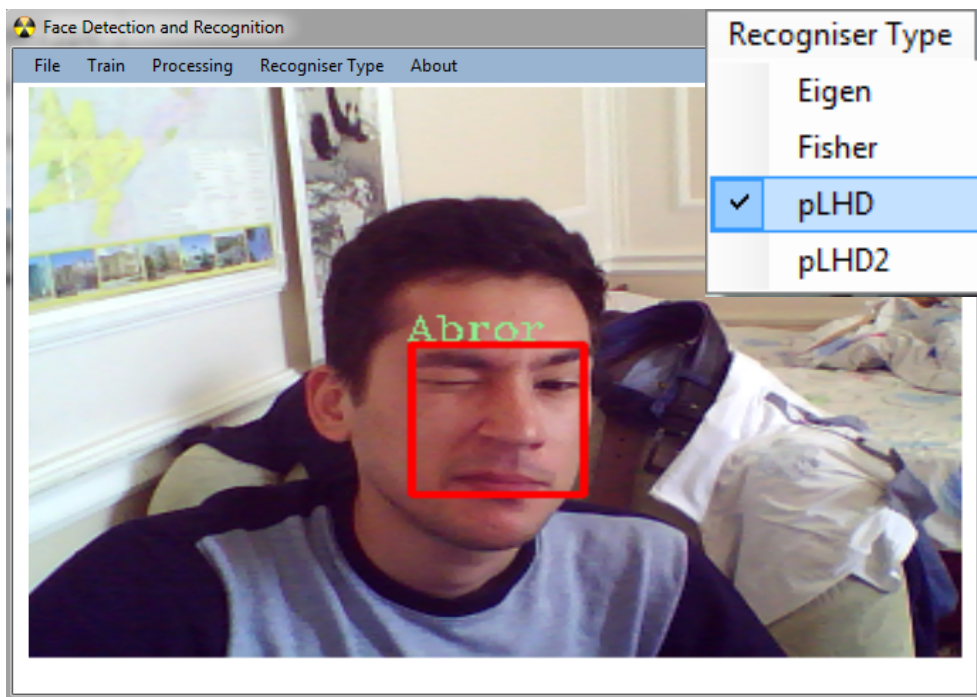 Face Detection and Recognition
File Train Processing Recogniser Type About
Recogniser Type
Eigen
Fisher
pLHD
pLHD2
Abror